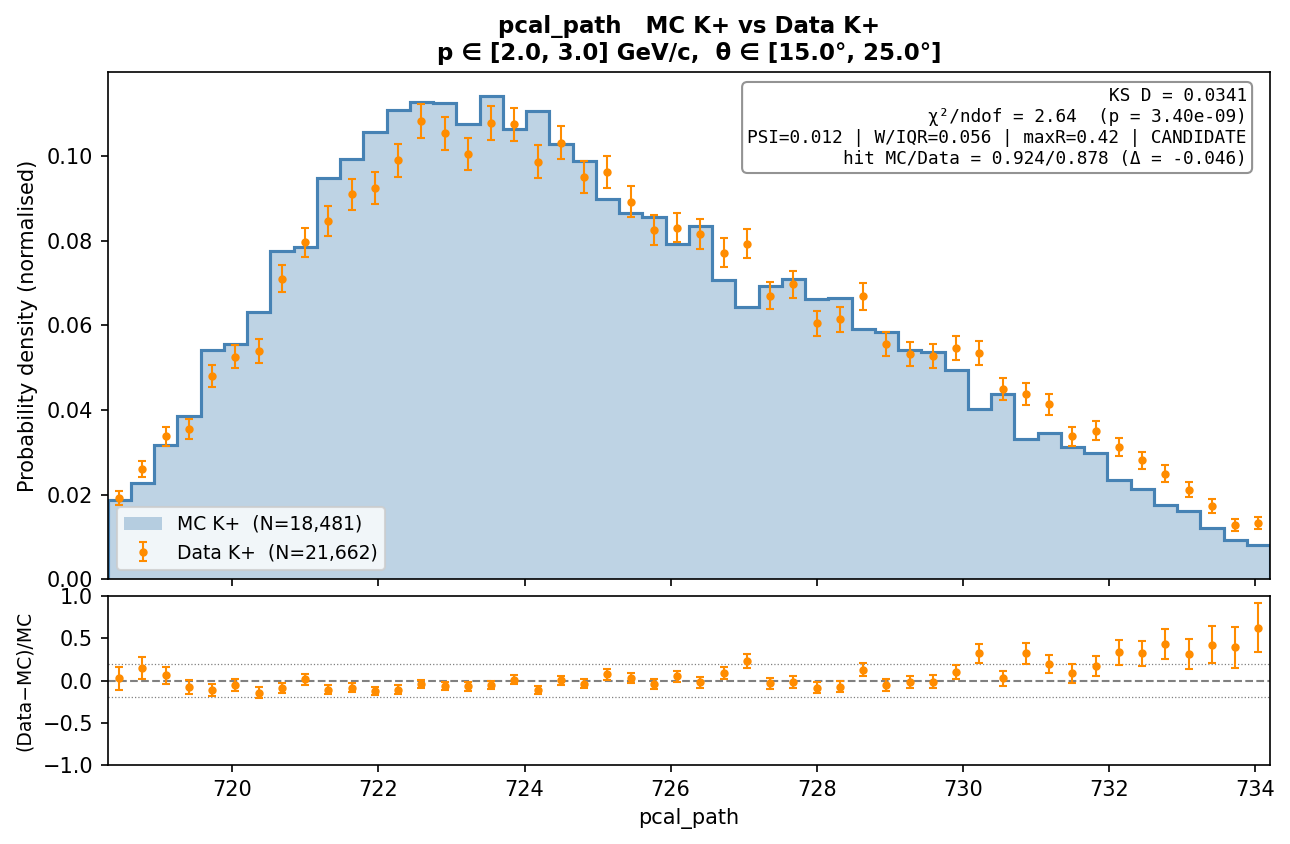 pcal_path   MC K+ vs Data K+
p ∈ [2.0, 3.0] GeV/c,  θ ∈ [15.0°, 25.0°]
KS D = 0.0341
χ²/ndof = 2.64  (p = 3.40e-09)
PSI=0.012 | W/IQR=0.056 | maxR=0.42 | CANDIDATE
hit MC/Data = 0.924/0.878 (Δ = -0.046)
Probability density (normalised)
0.10
0.08
0.06
0.04
0.02
0.00
MC K+  (N=18,481)
Data K+  (N=21,662)
(Data−MC)/MC
1.0
0.5
0.0
−0.5
−1.0
720 722 724 726 728 730 732 734
pcal_path